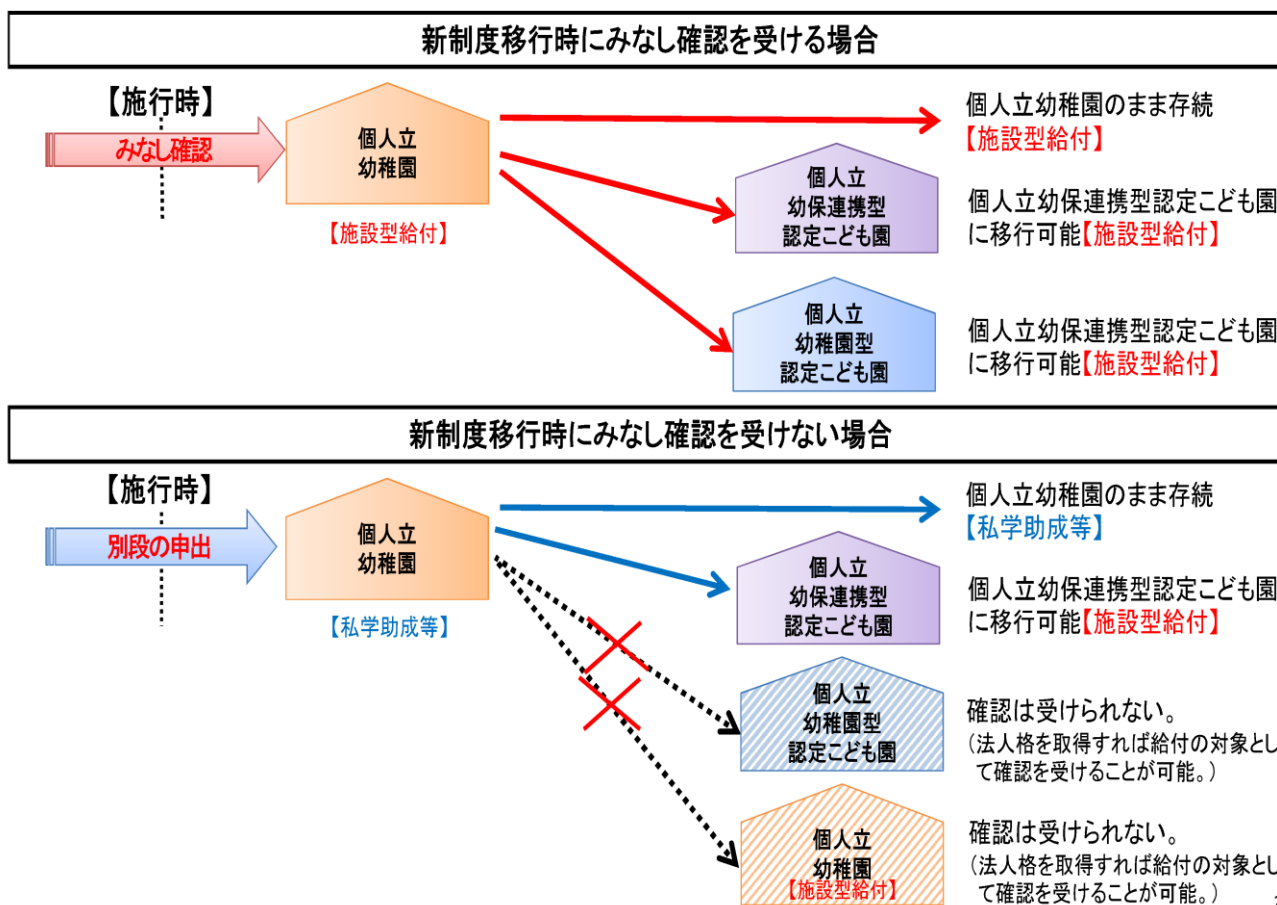 新制度移行時にみなし確認を受ける場合
【施行時】
みなし確認
個人立
幼稚園
【施設型給付】
個人立幼稚園のまま存続
【施設型給付】
個人立
幼保連携型
認定こども園
個人立幼保連携型認定こども園
に移行可能【施設型給付】
個人立
幼稚園型
認定こども園
個人立幼保連携型認定こども園
に移行可能【施設型給付】
新制度移行時にみなし確認を受けない場合
【施行時】
別段の申出
個人立
幼稚園
【私学助成等】
個人立幼稚園のまま存続
【私学助成等】
個人立
幼保連携型
認定こども園
個人立幼保連携型認定こども園
に移行可能【施設型給付】
個人立
幼稚園型
認定こども園
確認は受けられない。
（法人格を取得すれば給付の対象とし
て確認を受けることが可能。）
個人立
幼稚園
【施設型給付】
確認は受けられない。
（法人格を取得すれば給付の対象とし
て確認を受けることが可能。）